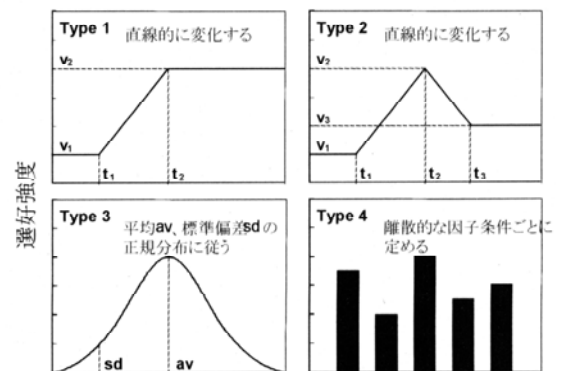 選好強度
Type 1 直線的に変化する
v₂
v₁
t₁ t₂
Type 2 直線的に変化する
v₂
v₃
v₁
t₁ t₂ t₃
Type 3 平均av、標準偏差sdの
正規分布に従う
sd av
Type 4 離散的な因子条件ごとに
定める